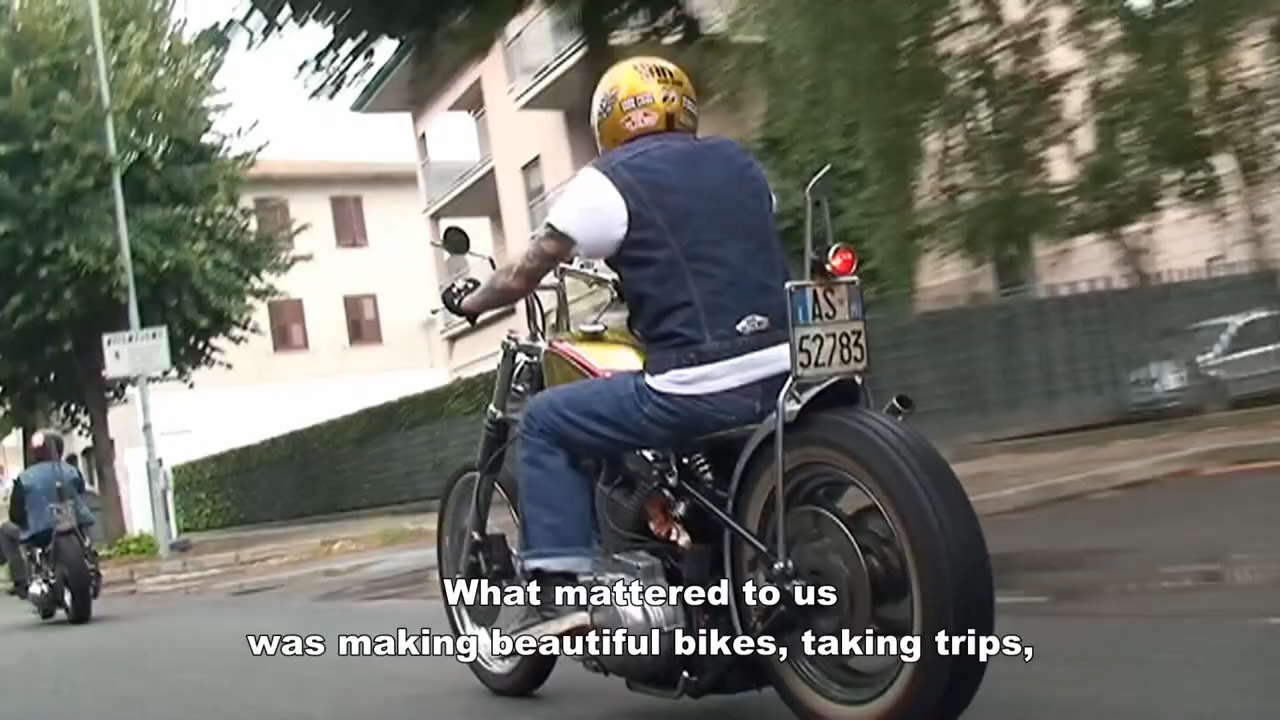 AS
52783
What mattered to us
was making beautiful bikes, taking trips,